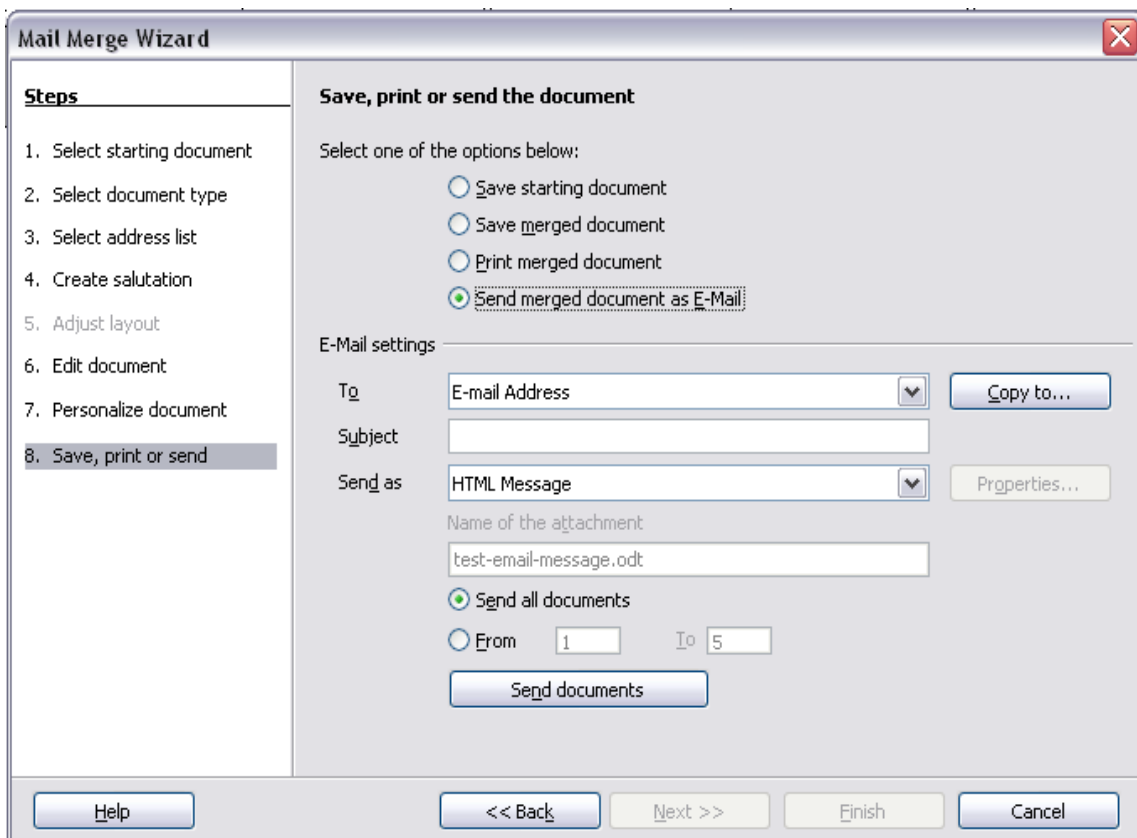 Mail Merge Wizard
Steps
1. Select starting document
2. Select document type
3. Select address list
4. Create salutation
5. Adjust layout
6. Edit document
7. Personalize document
8. Save, print or send
Save, print or send the document
Select one of the options below:
Save starting document
Save merged document
Print merged document
Send merged document as E-Mail
E-Mail settings
To E-mail Address Copy to...
Subject
Send as HTML Message Properties...
Name of the attachment
test-email-message.odt
Send all documents
From 1 To 5
Send documents
Help << Back Next >> Finish Cancel